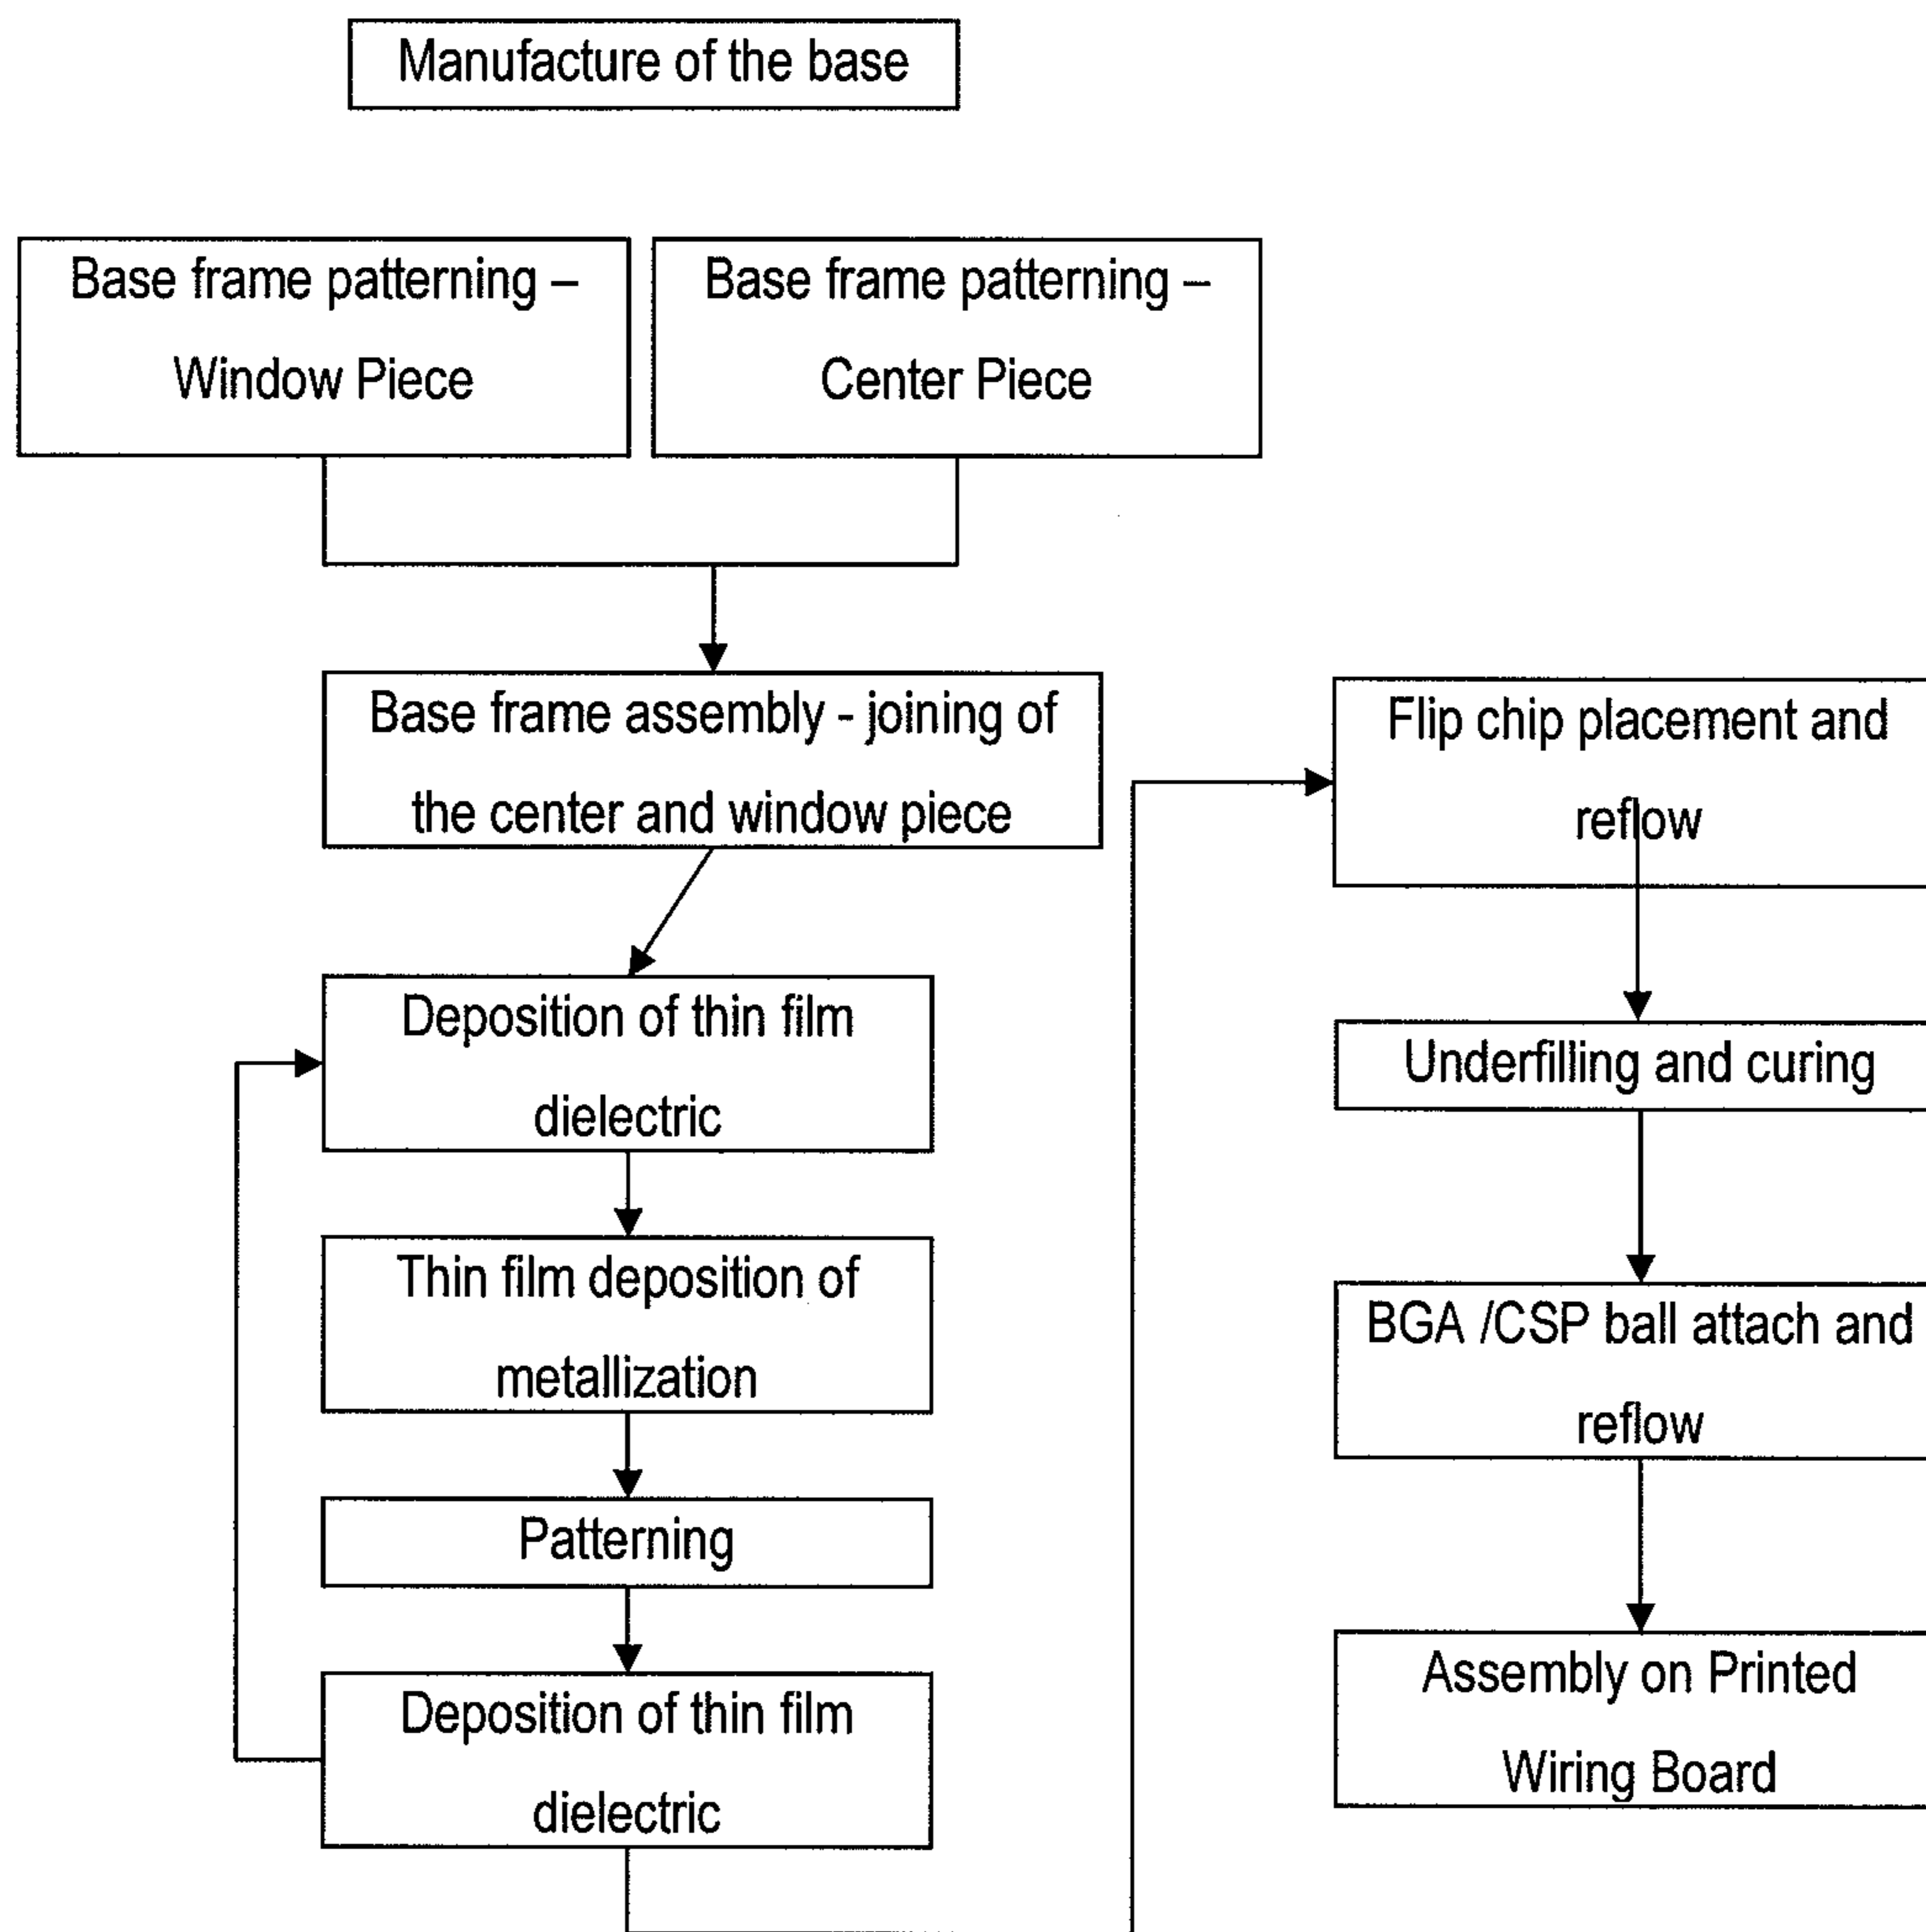 Manufacture of the base
Base frame patterning –
Window Piece
Base frame patterning –
Center Piece
Base frame assembly - joining of
the center and window piece
Deposition of thin film
dielectric
Thin film deposition of
metallization
Patterning
Deposition of thin film
dielectric
Flip chip placement and
reflow
Underfilling and curing
BGA /CSP ball attach and
reflow
Assembly on Printed
Wiring Board